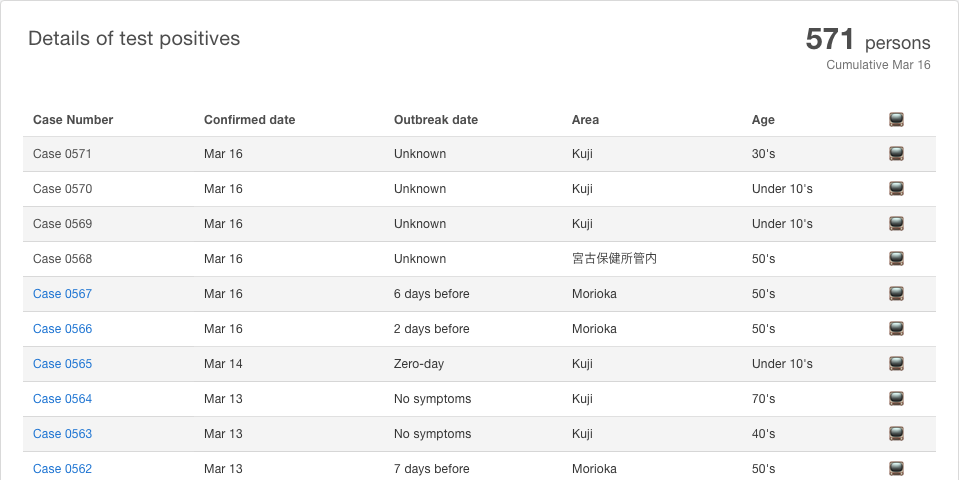 Details of test positives
571 persons
Cumulative Mar 16
Case Number Confirmed date Outbreak date Area Age
Case 0571 Mar 16 Unknown Kuji 30's
Case 0570 Mar 16 Unknown Kuji Under 10's
Case 0569 Mar 16 Unknown Kuji Under 10's
Case 0568 Mar 16 Unknown 宮古保健所管内 50's
Case 0567 Mar 16 6 days before Morioka 50's
Case 0566 Mar 16 2 days before Morioka 50's
Case 0565 Mar 14 Zero-day Kuji Under 10's
Case 0564 Mar 13 No symptoms Kuji 70's
Case 0563 Mar 13 No symptoms Kuji 40's
Case 0562 Mar 13 7 days before Morioka 50's